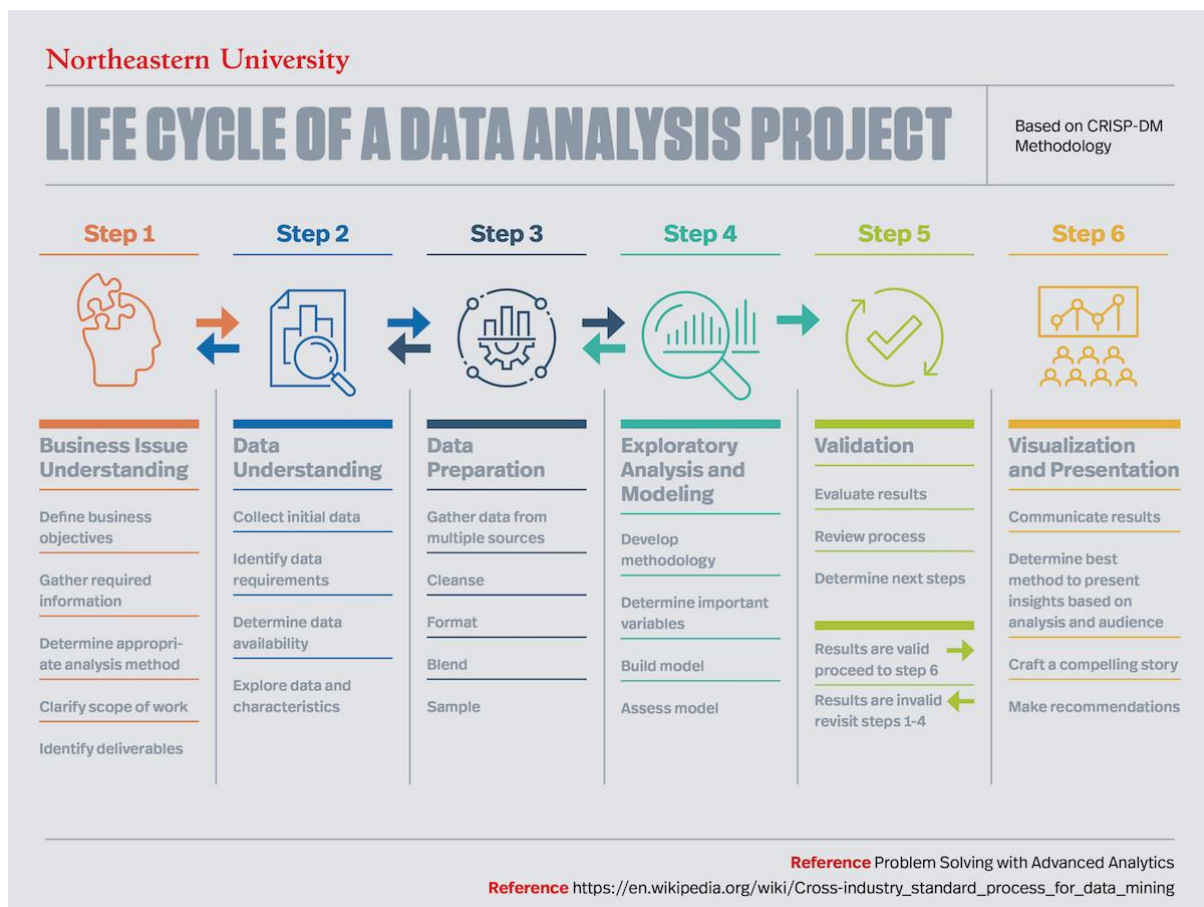 Northeastern University
LIFE CYCLE OF A DATA ANALYSIS PROJECT
Based on CRISP-DM
Methodology
Step 1
Business Issue
Understanding
Define business
objectives
Gather required
information
Determine appropri-
ate analysis method
Clarify scope of work
Identify deliverables
Step 2
Data
Understanding
Collect initial data
Identify data
requirements
Determine data
availability
Explore data and
characteristics
Step 3
Data
Preparation
Gather data from
multiple sources
Cleanse
Format
Blend
Sample
Step 4
Exploratory
Analysis and
Modeling
Develop
methodology
Determine important
variables
Build model
Assess model
Step 5
Validation
Evaluate results
Review process
Determine next steps
Results are valid
proceed to step 6
Results are invalid
revisit steps 1-4
Step 6
Visualization
and Presentation
Communicate results
Determine best
method to present
insights based on
analysis and audience
Craft a compelling story
Make recommendations
Reference Problem Solving with Advanced Analytics
Reference https://en.wikipedia.org/wiki/Cross-industry_standard_process_for_data_mining